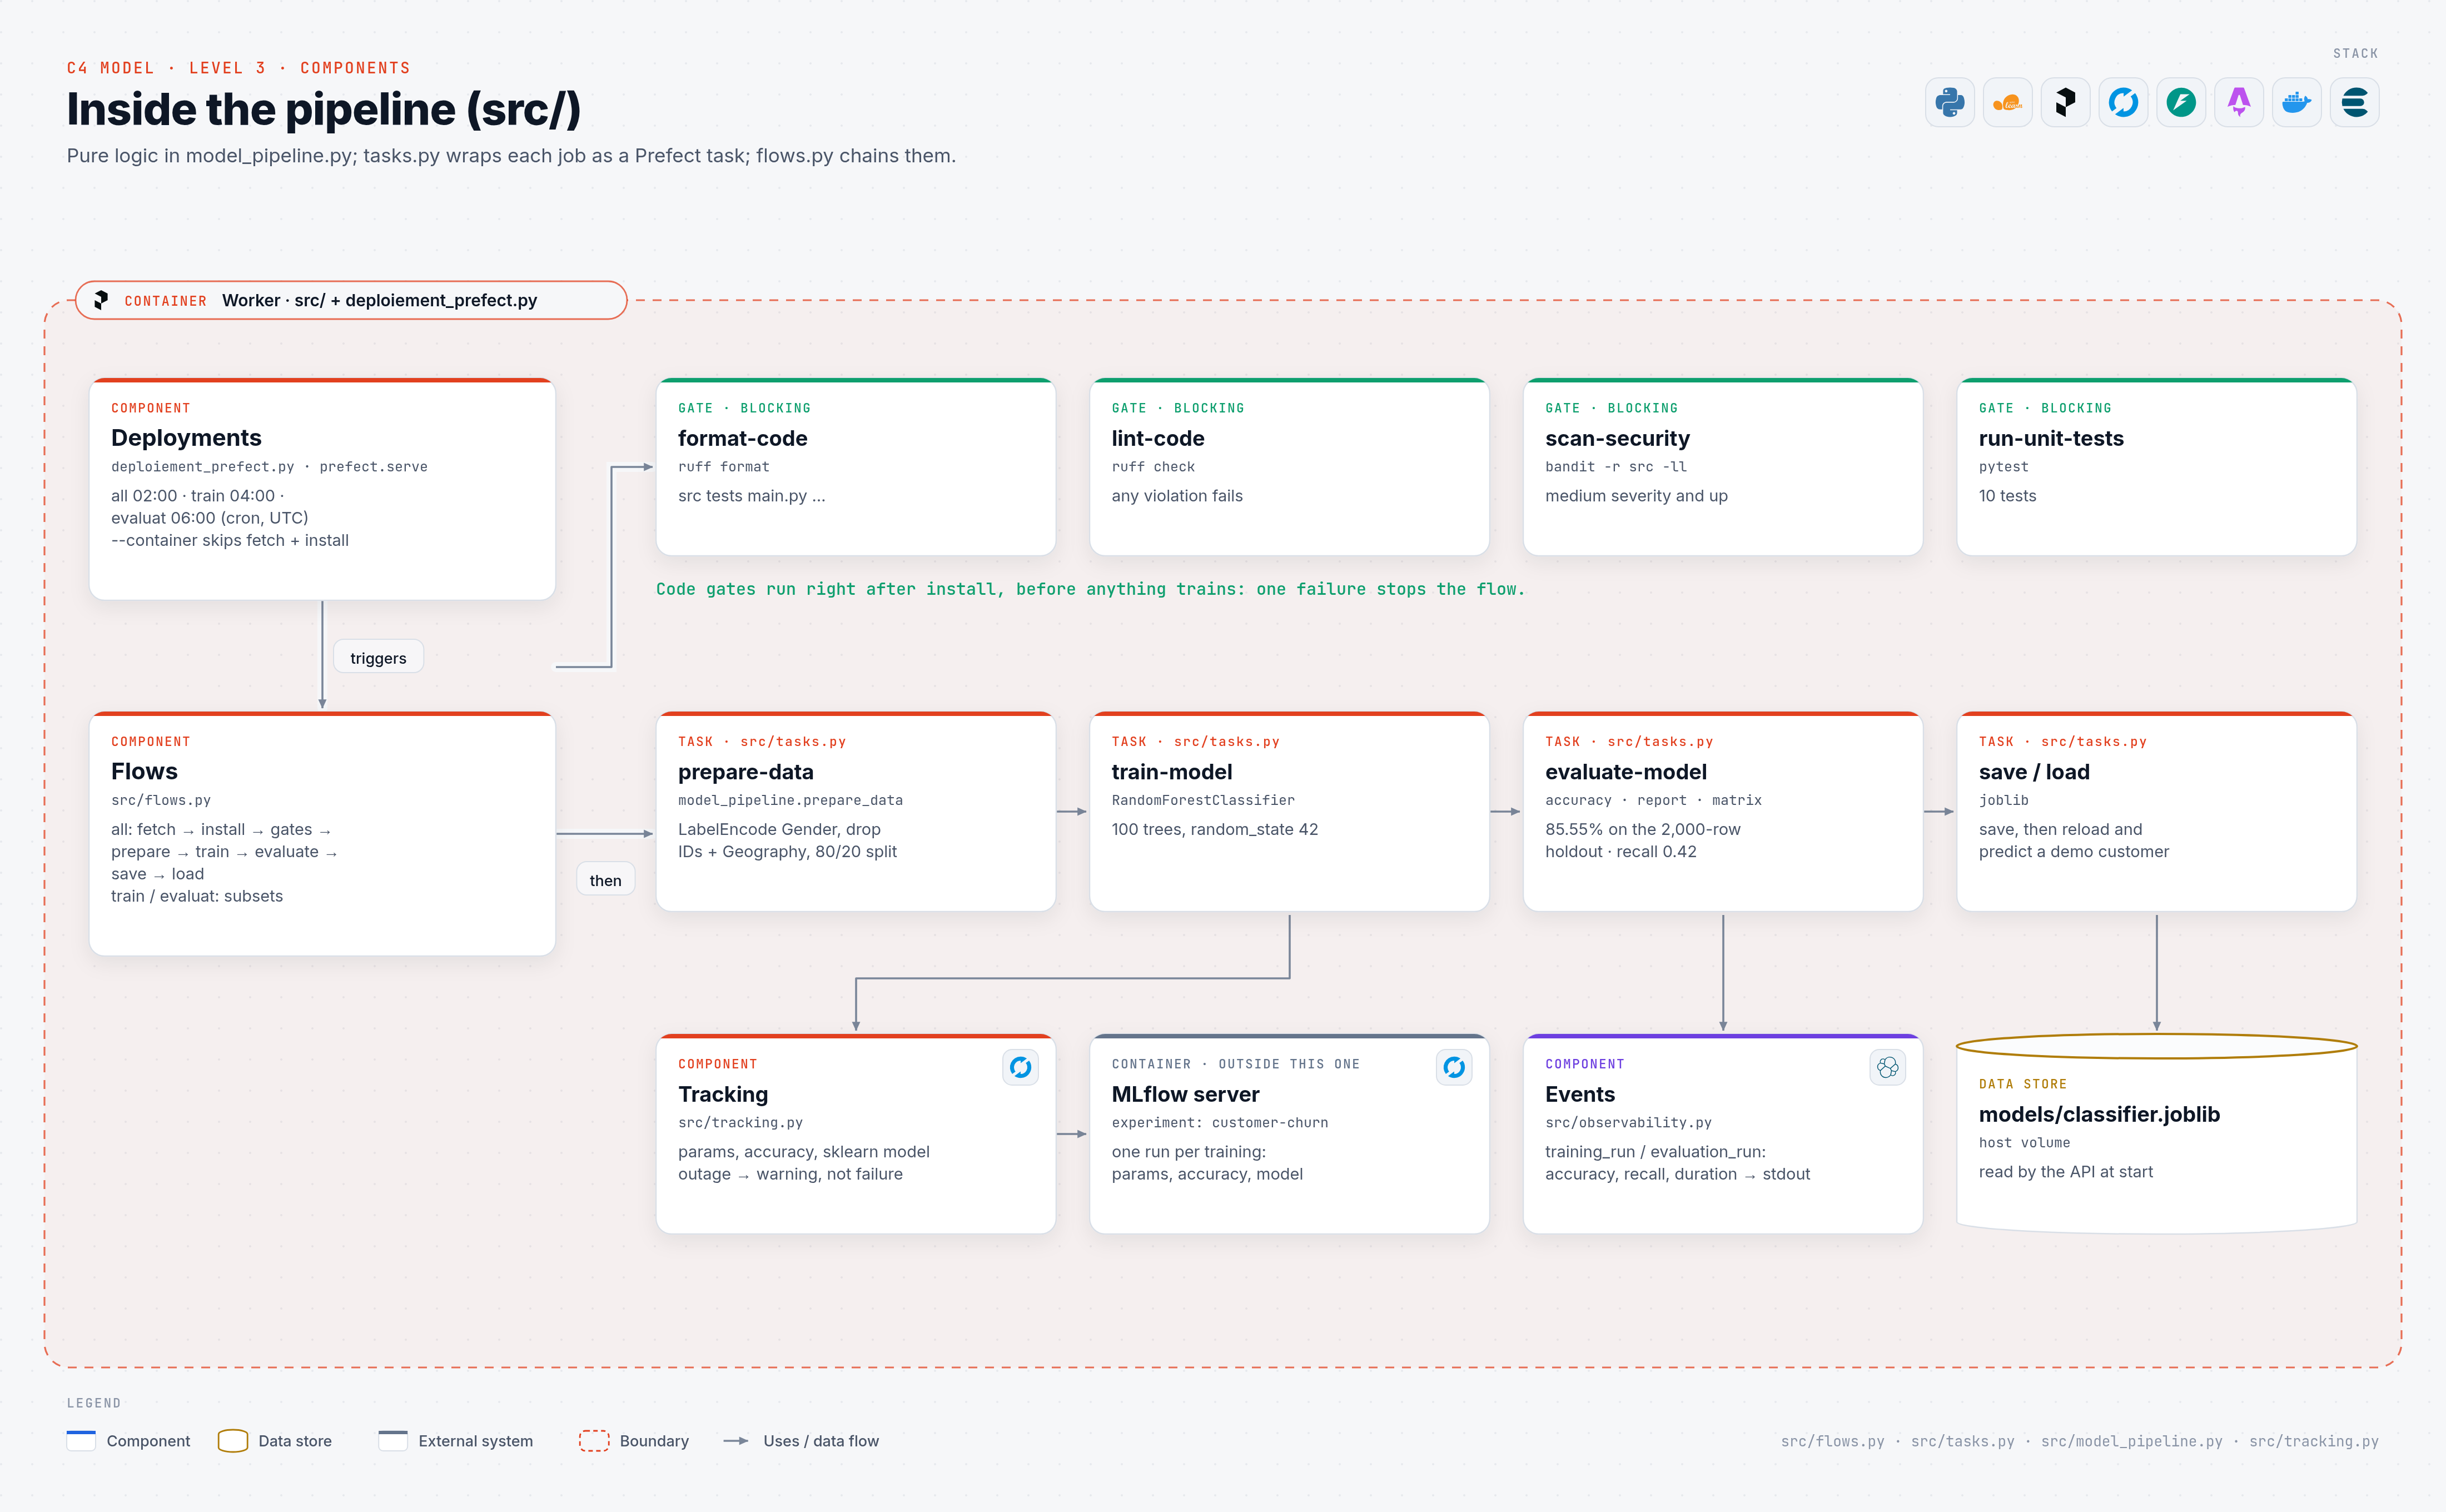 C4 MODEL · LEVEL 3 · COMPONENTS
Inside the pipeline (src/)
Pure logic in model_pipeline.py; tasks.py wraps each job as a Prefect task; flows.py chains them.
STACK
CONTAINER Worker · src/ + deploiement_prefect.py
COMPONENT
Deployments
deploiement_prefect.py · prefect.serve
all 02:00 · train 04:00 ·
evaluat 06:00 (cron, UTC)
--container skips fetch + install
GATE · BLOCKING
format-code
ruff format
src tests main.py ...
GATE · BLOCKING
lint-code
ruff check
any violation fails
GATE · BLOCKING
scan-security
bandit -r src -ll
medium severity and up
GATE · BLOCKING
run-unit-tests
pytest
10 tests
Code gates run right after install, before anything trains: one failure stops the flow.
triggers
COMPONENT
Flows
src/flows.py
all: fetch → install → gates →
prepare → train → evaluate →
save → load
train / evaluat: subsets
then
TASK · src/tasks.py
prepare-data
model_pipeline.prepare_data
LabelEncode Gender, drop
IDs + Geography, 80/20 split
TASK · src/tasks.py
train-model
RandomForestClassifier
100 trees, random_state 42
TASK · src/tasks.py
evaluate-model
accuracy · report · matrix
85.55% on the 2,000-row
holdout · recall 0.42
TASK · src/tasks.py
save / load
joblib
save, then reload and
predict a demo customer
COMPONENT
Tracking
src/tracking.py
params, accuracy, sklearn model
outage → warning, not failure
CONTAINER · OUTSIDE THIS ONE
MLflow server
experiment: customer-churn
one run per training:
params, accuracy, model
COMPONENT
Events
src/observability.py
training_run / evaluation_run:
accuracy, recall, duration → stdout
DATA STORE
models/classifier.joblib
host volume
read by the API at start
LEGEND
Component
Data store
External system
Boundary
Uses / data flow
src/flows.py · src/tasks.py · src/model_pipeline.py · src/tracking.py